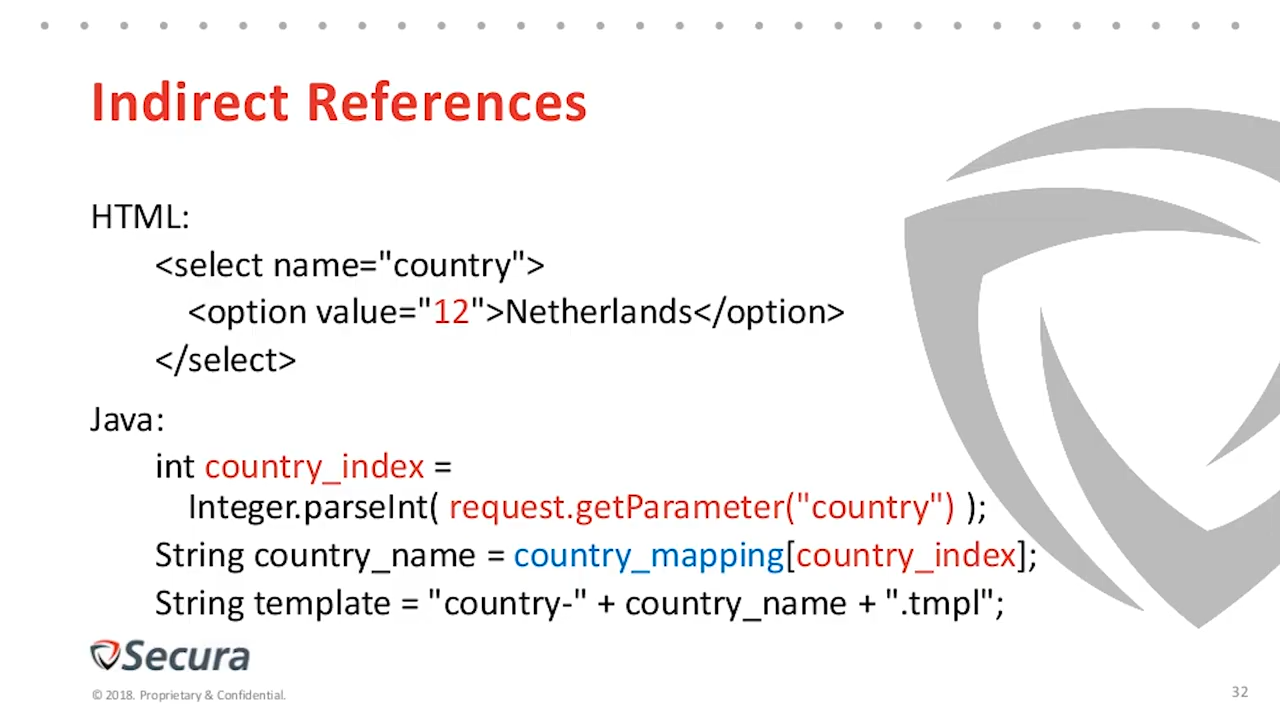 Indirect References
HTML:
<select name="country">
<option value="12">Netherlands</option>
</select>
Java:
int country_index =
Integer.parseInt( request.getParameter("country") );
String country_name = country_mapping[country_index];
String template = "country-" + country_name + ".tmpl";
Secura
© 2018. Proprietary & Confidential.
32